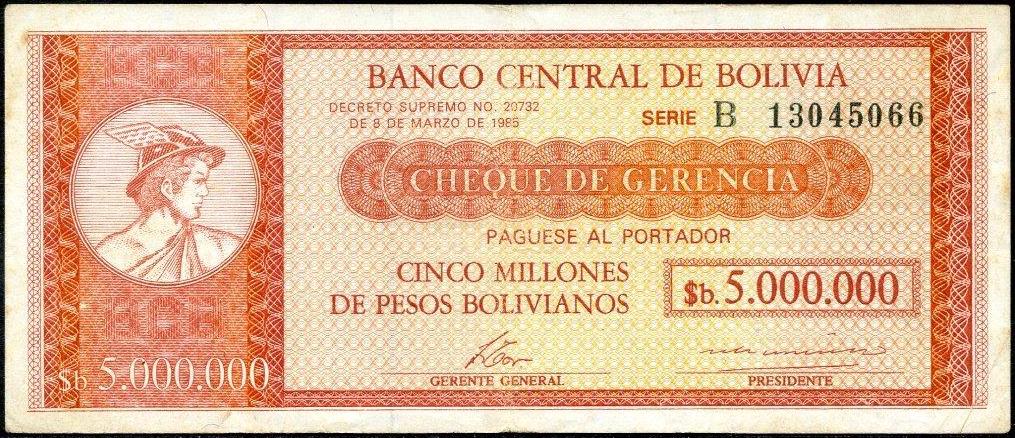 BANCO CENTRAL DE BOLIVIA
DECRETO SUPREMO NO. 20732
DE 8 DE MARZO DE 1985
SERIE B 13045066
CHEQUE DE GERENCIA
PAGUESE AL PORTADOR
CINCO MILLONES
DE PESOS BOLIVIANOS
$b. 5.000.000
$b 5.000.000
GERENTE GENERAL
PRESIDENTE